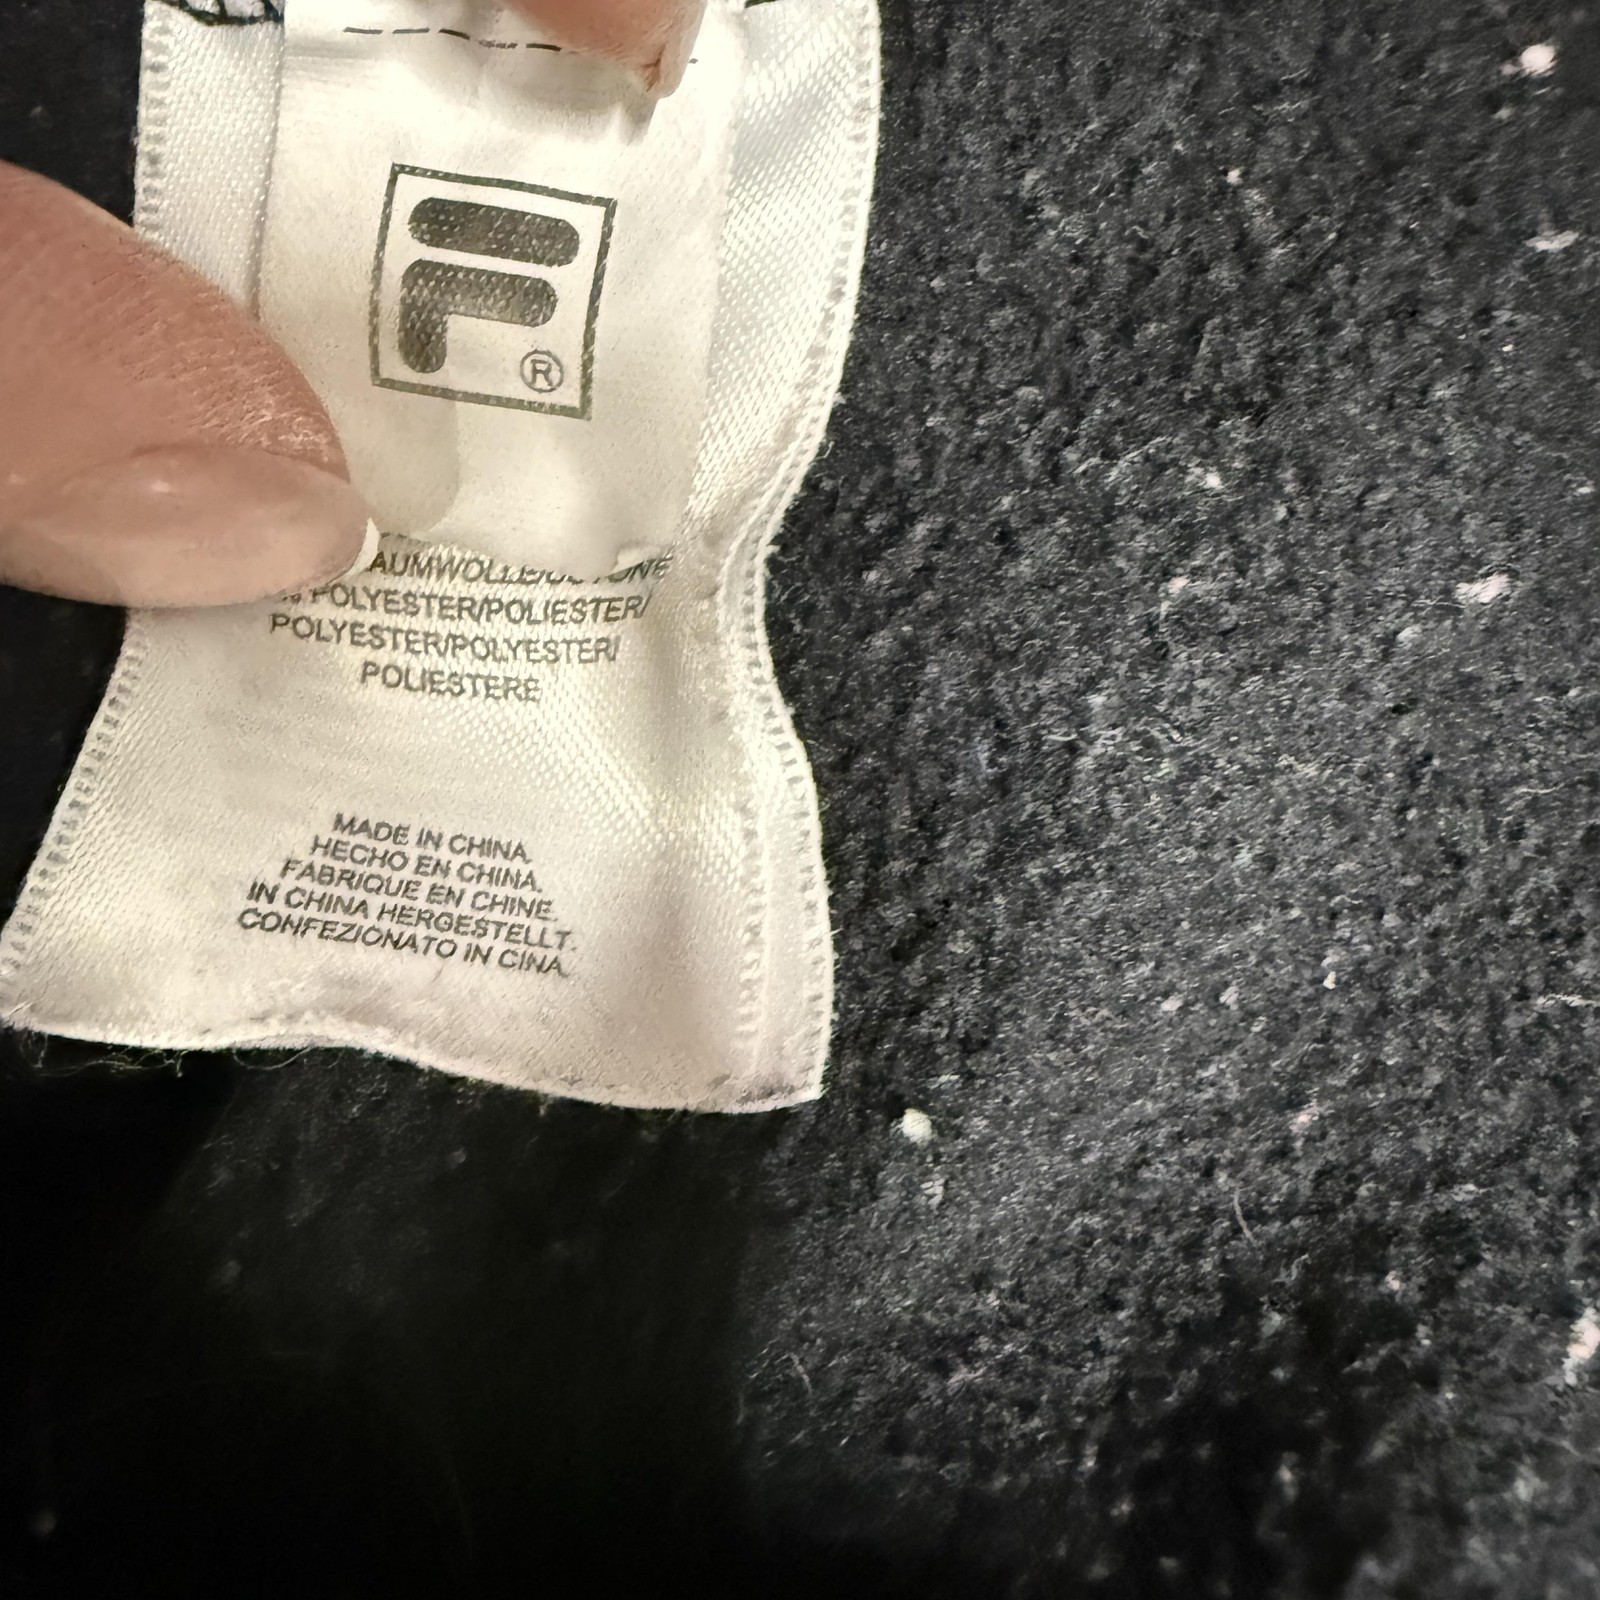 F
®
POLYESTER/POLIESTER/
POLYESTER/POLYESTER/
POLIESTERE
MADE IN CHINA.
HECHO EN CHINA.
FABRIQUE EN CHINE.
IN CHINA HERGESTELLT.
CONFEZIONATO IN CINA.